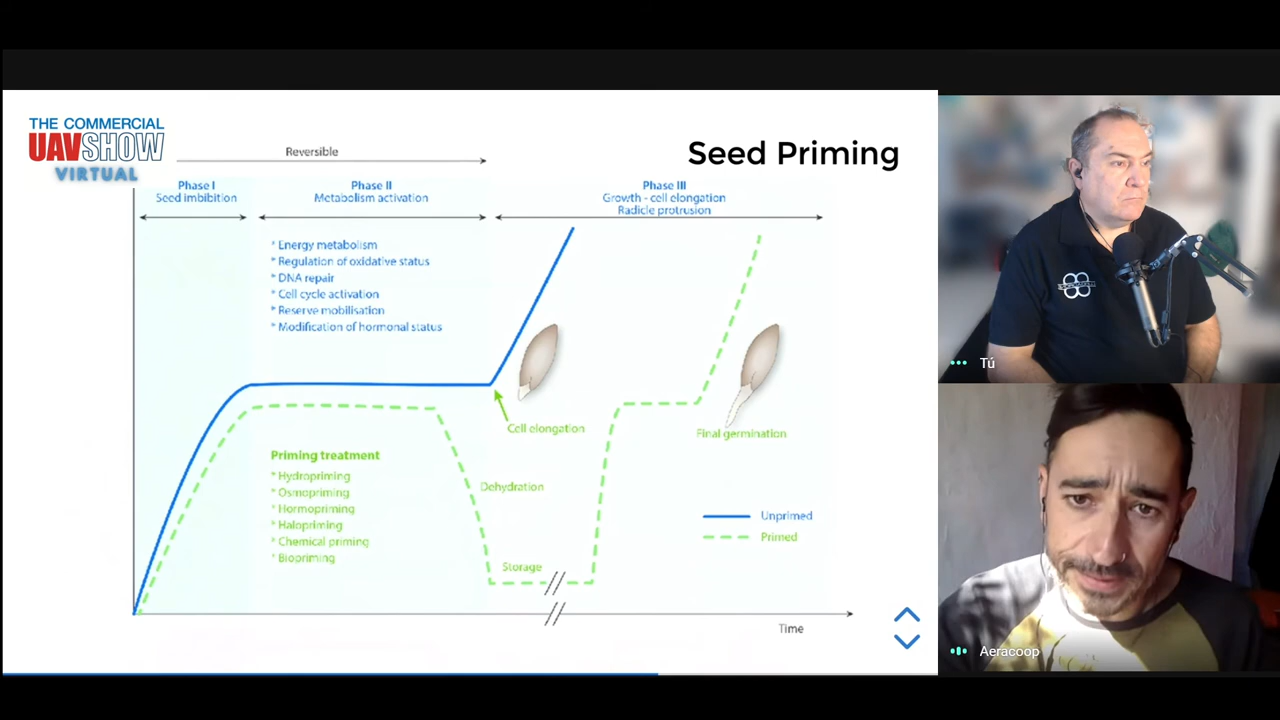 THE COMMERCIAL
UAVSHOW
VIRTUAL
Seed Priming
Reversible
Phase I
Seed imbibition
Phase II
Metabolism activation
Phase III
Growth - cell elongation
Radicle protrusion
* Energy metabolism
* Regulation of oxidative status
* DNA repair
* Cell cycle activation
* Reserve mobilisation
* Modification of hormonal status
Cell elongation
Final germination
Priming treatment
* Hydropriming
* Osmopriming
* Hormopriming
* Halopriming
* Chemical priming
* Biopriming
Dehydration
Storage
Unprimed
Primed
Time
Tú
Aeracoop